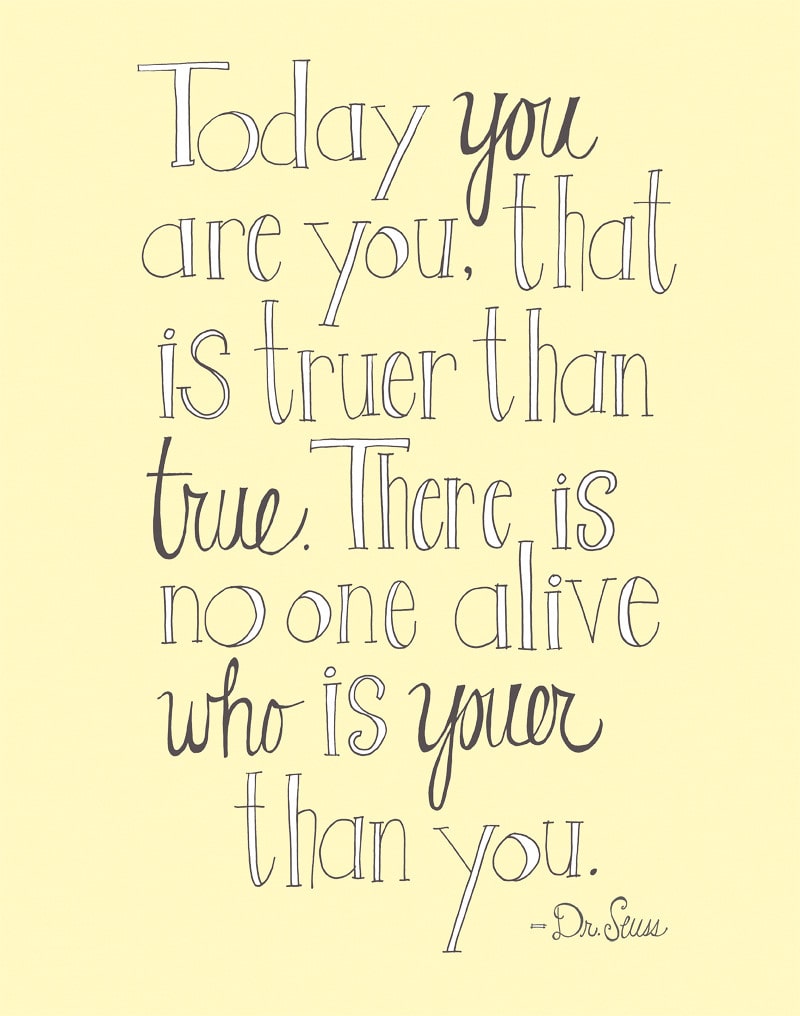 Today you
are you, that
is truer than
true. There is
no one alive
who is youer
than you.
- Dr. Seuss